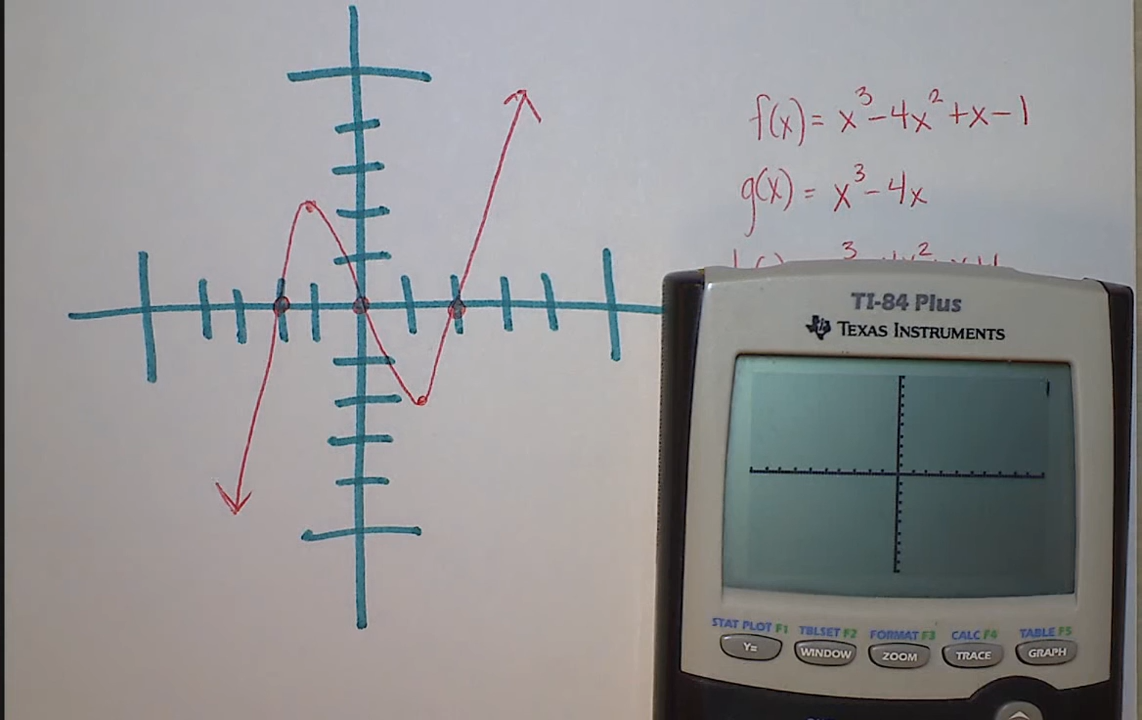 f(x) = x³-4x²+x-1
g(x) = x³-4x
TI-84 Plus
TEXAS INSTRUMENTS
STAT PLOT F1 TBLSET F2 FORMAT F3 CALC F4 TABLE F5
Y= WINDOW ZOOM TRACE GRAPH